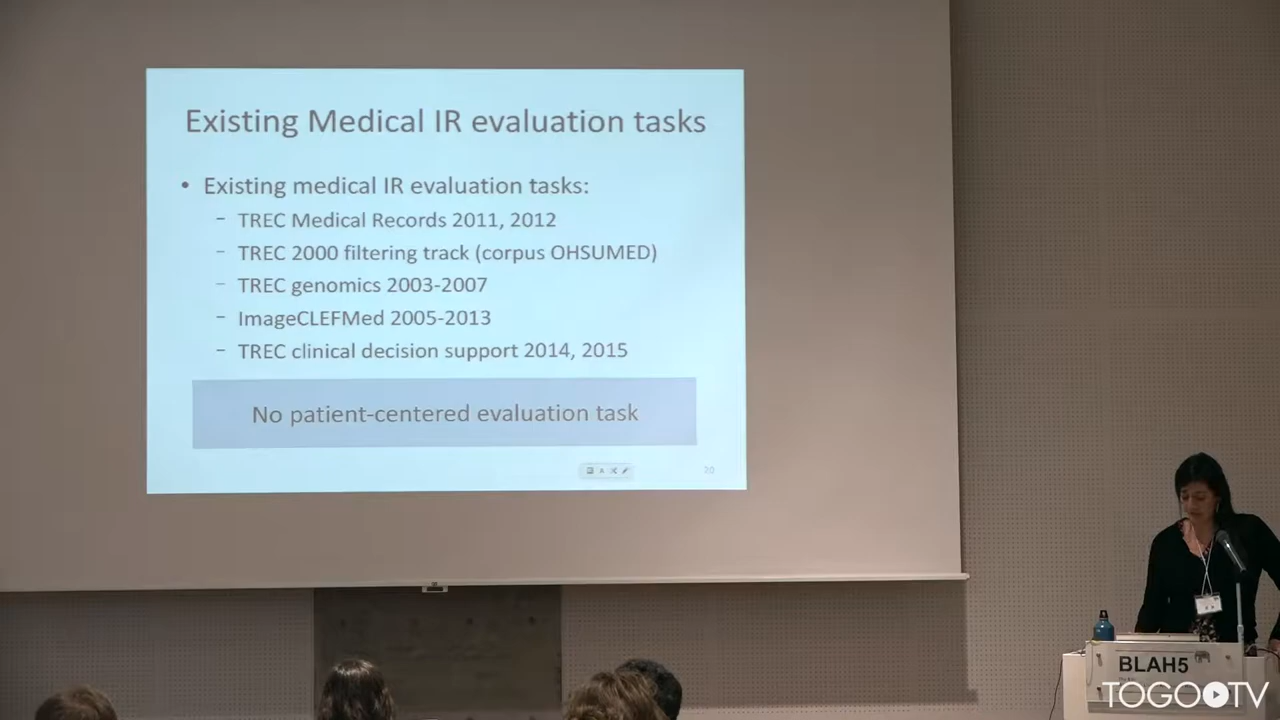 Existing Medical IR evaluation tasks
• Existing medical IR evaluation tasks:
– TREC Medical Records 2011, 2012
– TREC 2000 filtering track (corpus OHSUMED)
– TREC genomics 2003-2007
– ImageCLEFMed 2005-2013
– TREC clinical decision support 2014, 2015
No patient-centered evaluation task
20
BLAH5
TOGOTV